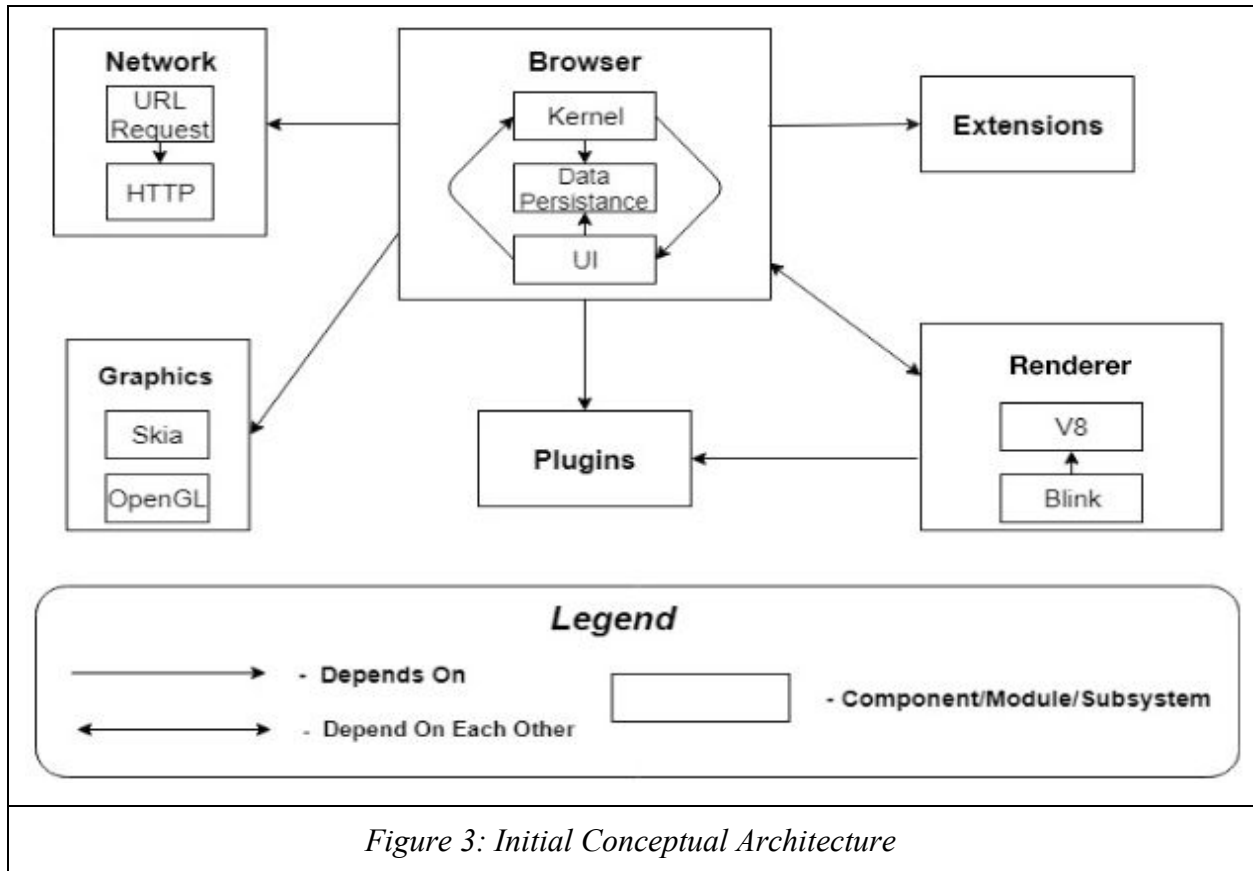 Network
URL
Request
HTTP
Browser
Kernel
Data
Persistance
UI
Extensions
Graphics
Skia
OpenGL
Plugins
Renderer
V8
Blink
Legend
- Depends On
- Depend On Each Other
- Component/Module/Subsystem
Figure 3: Initial Conceptual Architecture